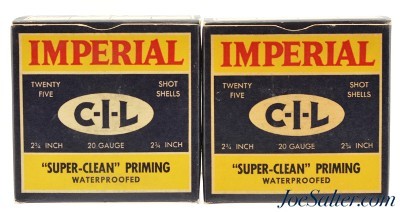 IMPERIAL
TWENTY FIVE
SHOT SHELLS
C-I-L
2¾ INCH 20 GAUGE 2¾ INCH
"SUPER-CLEAN" PRIMING
WATERPROOFED
IMPERIAL
TWENTY FIVE
SHOT SHELLS
C-I-L
2¾ INCH 20 GAUGE 2¾ INCH
"SUPER-CLEAN" PRIMING
WATERPROOFED
JoeSalter.com